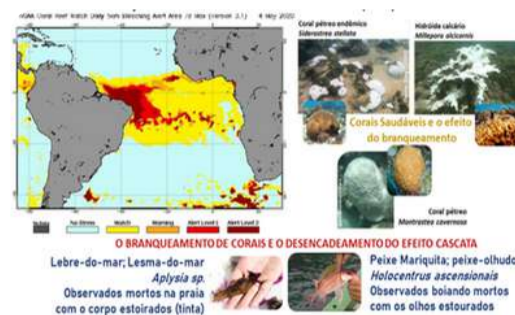 NOAA Coral Reef Watch Daily 5km Bleaching Alert Area 7d Max (Version 3.1) 4 May 2022
No Stress Watch Warning Alert Level 1 Alert Level 2
Coral pétreo endêmico
Siderastrea stellata
Hidróide calcário
Millepora alcicornis
Corais Saudáveis e o efeito
do branqueamento
Coral pétreo
Montastea cavernosa
O BRANQUEAMENTO DE CORAIS E O DESENCADEAMENTO DO EFEITO CASCATA
Lebre-do-mar; Lesma-do-mar
Aplysia sp.
Observados mortos na praia
com o corpo estoirados (tinta)
Peixe Mariquita; peixe-olhudo
Holocentrus ascensionais
Observados boiando mortos
com os olhos estourados